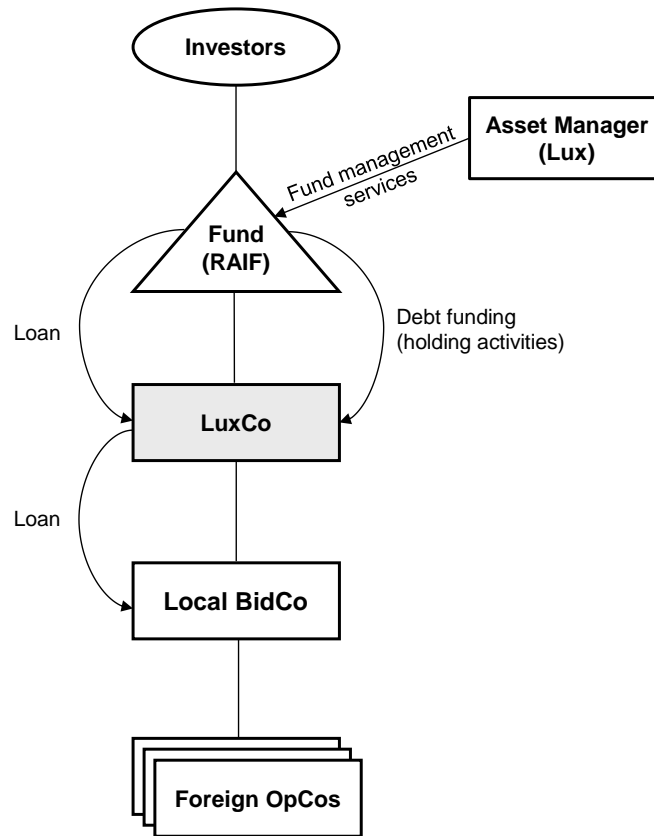 Investors
Asset Manager
(Lux)
Fund management
services
Fund
(RAIF)
Loan
Debt funding
(holding activities)
LuxCo
Loan
Local BidCo
Foreign OpCos